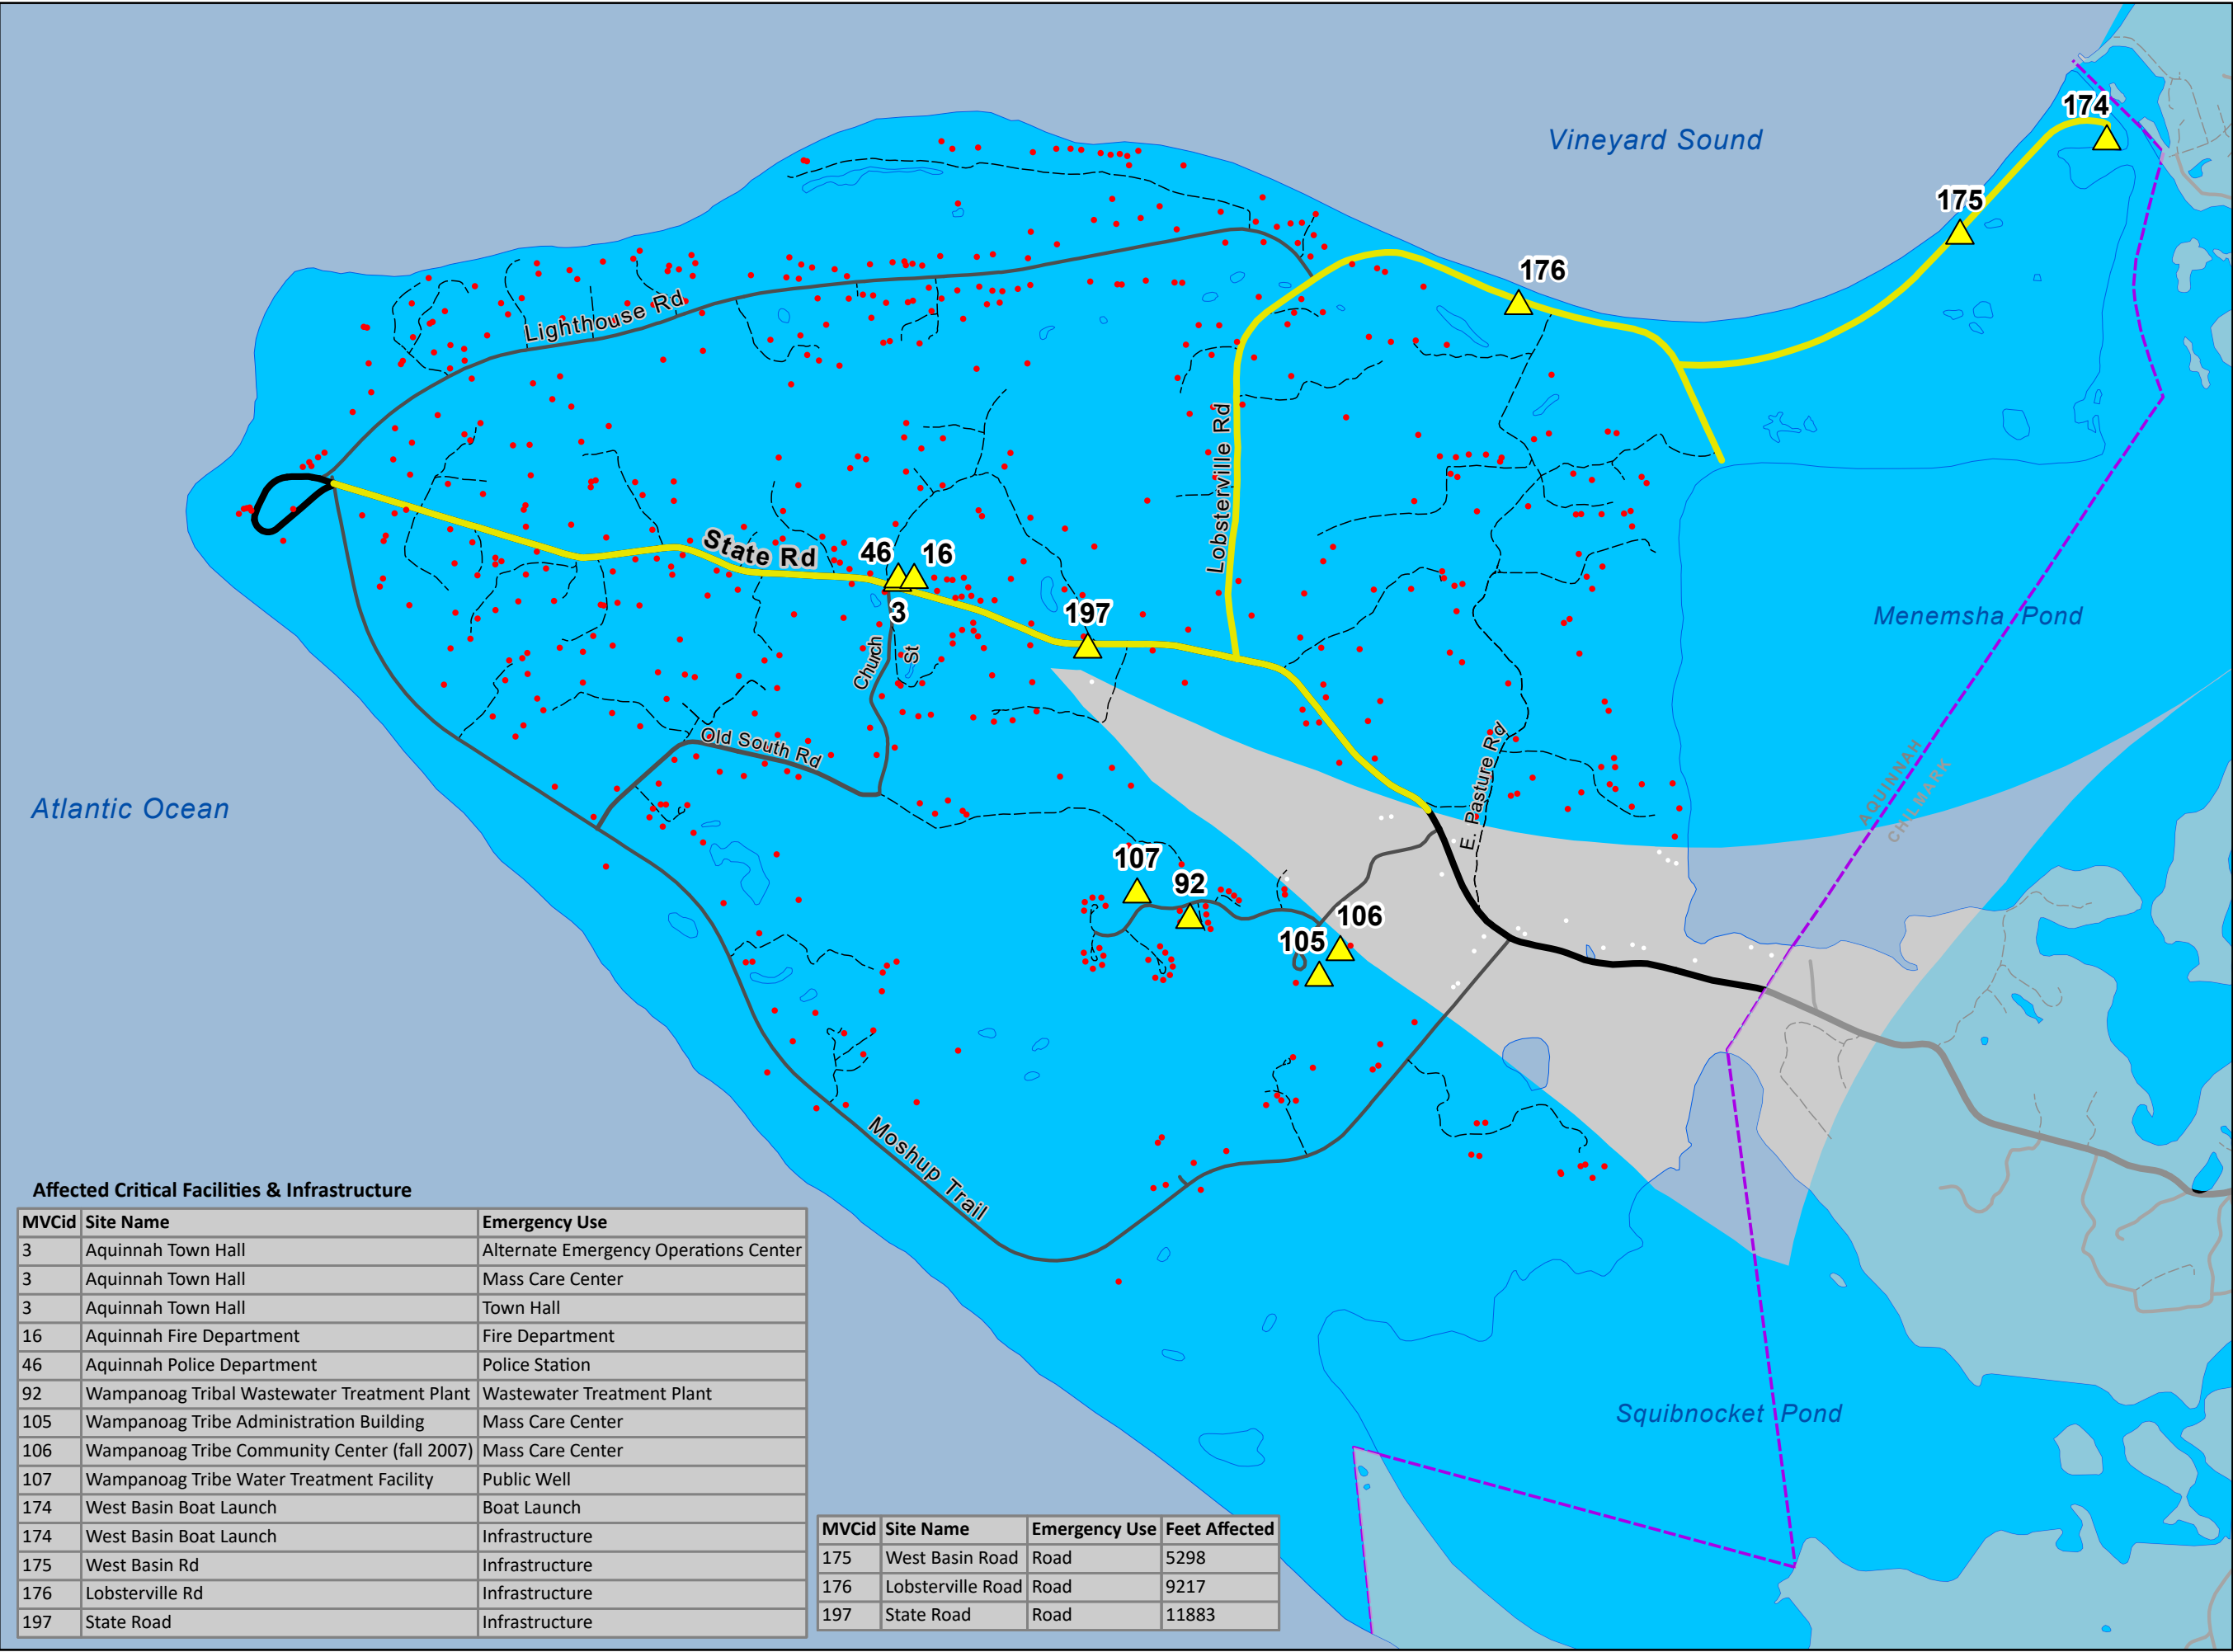 174
Vineyard Sound
175
176
Lighthouse Rd
Lobsterville Rd
State Rd
46
16
3
197
Church St
Menemsha Pond
Old South Rd
E. Pasture Rd
AQUINNAH
CHILMARK
Atlantic Ocean
107
92
106
105
Moshup Trail
Squibnocket Pond
Affected Critical Facilities & Infrastructure
MVCid Site Name Emergency Use
3 Aquinnah Town Hall Alternate Emergency Operations Center
3 Aquinnah Town Hall Mass Care Center
3 Aquinnah Town Hall Town Hall
16 Aquinnah Fire Department Fire Department
46 Aquinnah Police Department Police Station
92 Wampanoag Tribal Wastewater Treatment Plant Wastewater Treatment Plant
105 Wampanoag Tribe Administration Building Mass Care Center
106 Wampanoag Tribe Community Center (fall 2007) Mass Care Center
107 Wampanoag Tribe Water Treatment Facility Public Well
174 West Basin Boat Launch Boat Launch
174 West Basin Boat Launch Infrastructure
175 West Basin Rd Infrastructure
176 Lobsterville Rd Infrastructure
197 State Road Infrastructure
MVCid Site Name Emergency Use Feet Affected
175 West Basin Road Road 5298
176 Lobsterville Road Road 9217
197 State Road Road 11883